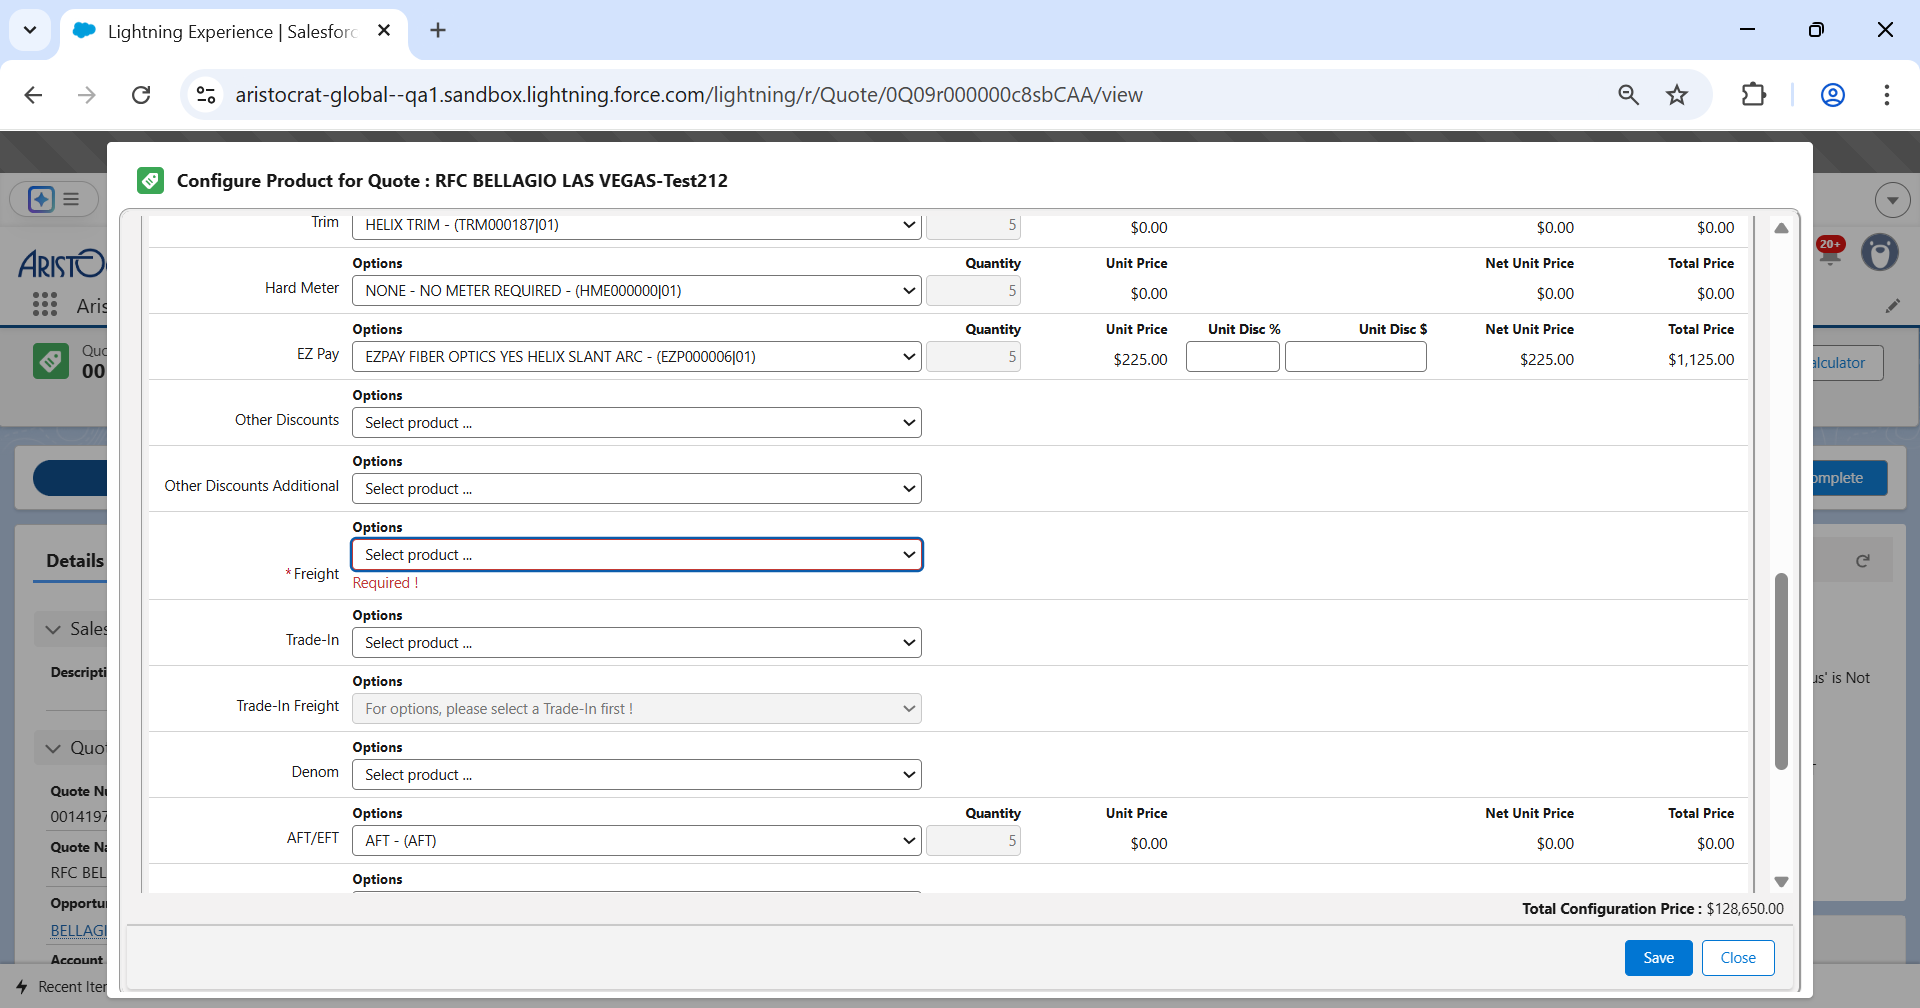 Lightning Experience | Salesforc
aristocrat-global--qa1.sandbox.lightning.force.com/lightning/r/Quote/0Q09r000000c8sbCAA/view
Configure Product for Quote : RFC BELLAGIO LAS VEGAS-Test212
Trim HELIX TRIM - (TRM000187|01) 5 $0.00 $0.00 $0.00
Options Quantity Unit Price Net Unit Price Total Price
Hard Meter NONE - NO METER REQUIRED - (HME000000|01) 5 $0.00 $0.00 $0.00
Options Quantity Unit Price Unit Disc % Unit Disc $ Net Unit Price Total Price
EZ Pay EZPAY FIBER OPTICS YES HELIX SLANT ARC - (EZP000006|01) 5 $225.00 $225.00 $1,125.00
Options
Other Discounts Select product ...
Options
Other Discounts Additional Select product ...
Options
*Freight Select product ...
Required !
Options
Trade-In Select product ...
Options
Trade-In Freight For options, please select a Trade-In first !
Options
Denom Select product ...
Options Quantity Unit Price Net Unit Price Total Price
AFT/EFT AFT - (AFT) 5 $0.00 $0.00 $0.00
Options
Total Configuration Price : $128,650.00
Save Close
ARISTO
Aris
20+
Quo
00
alculator
omplete
Details
Sales
Descripti
us' is Not
Quot
Quote Nu
0014197
Quote Na
RFC BEL
Opportu
BELLAGI
Account
Recent Iter